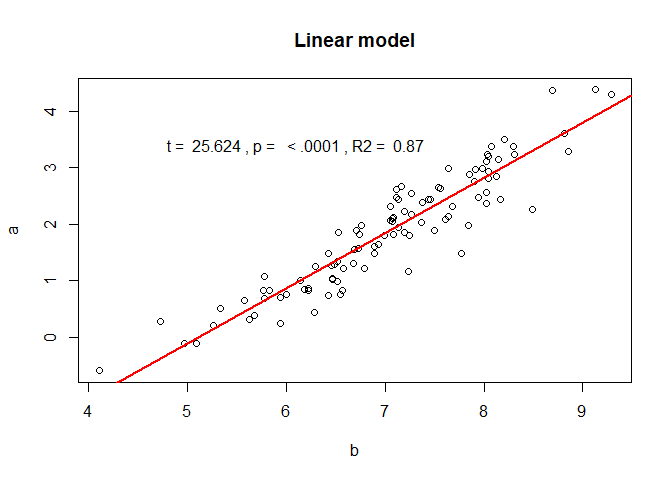 Linear model
t = 25.624 , p = < .0001 , R2 = 0.87
4
3
2
1
0
a
4 5 6 7 8 9
b